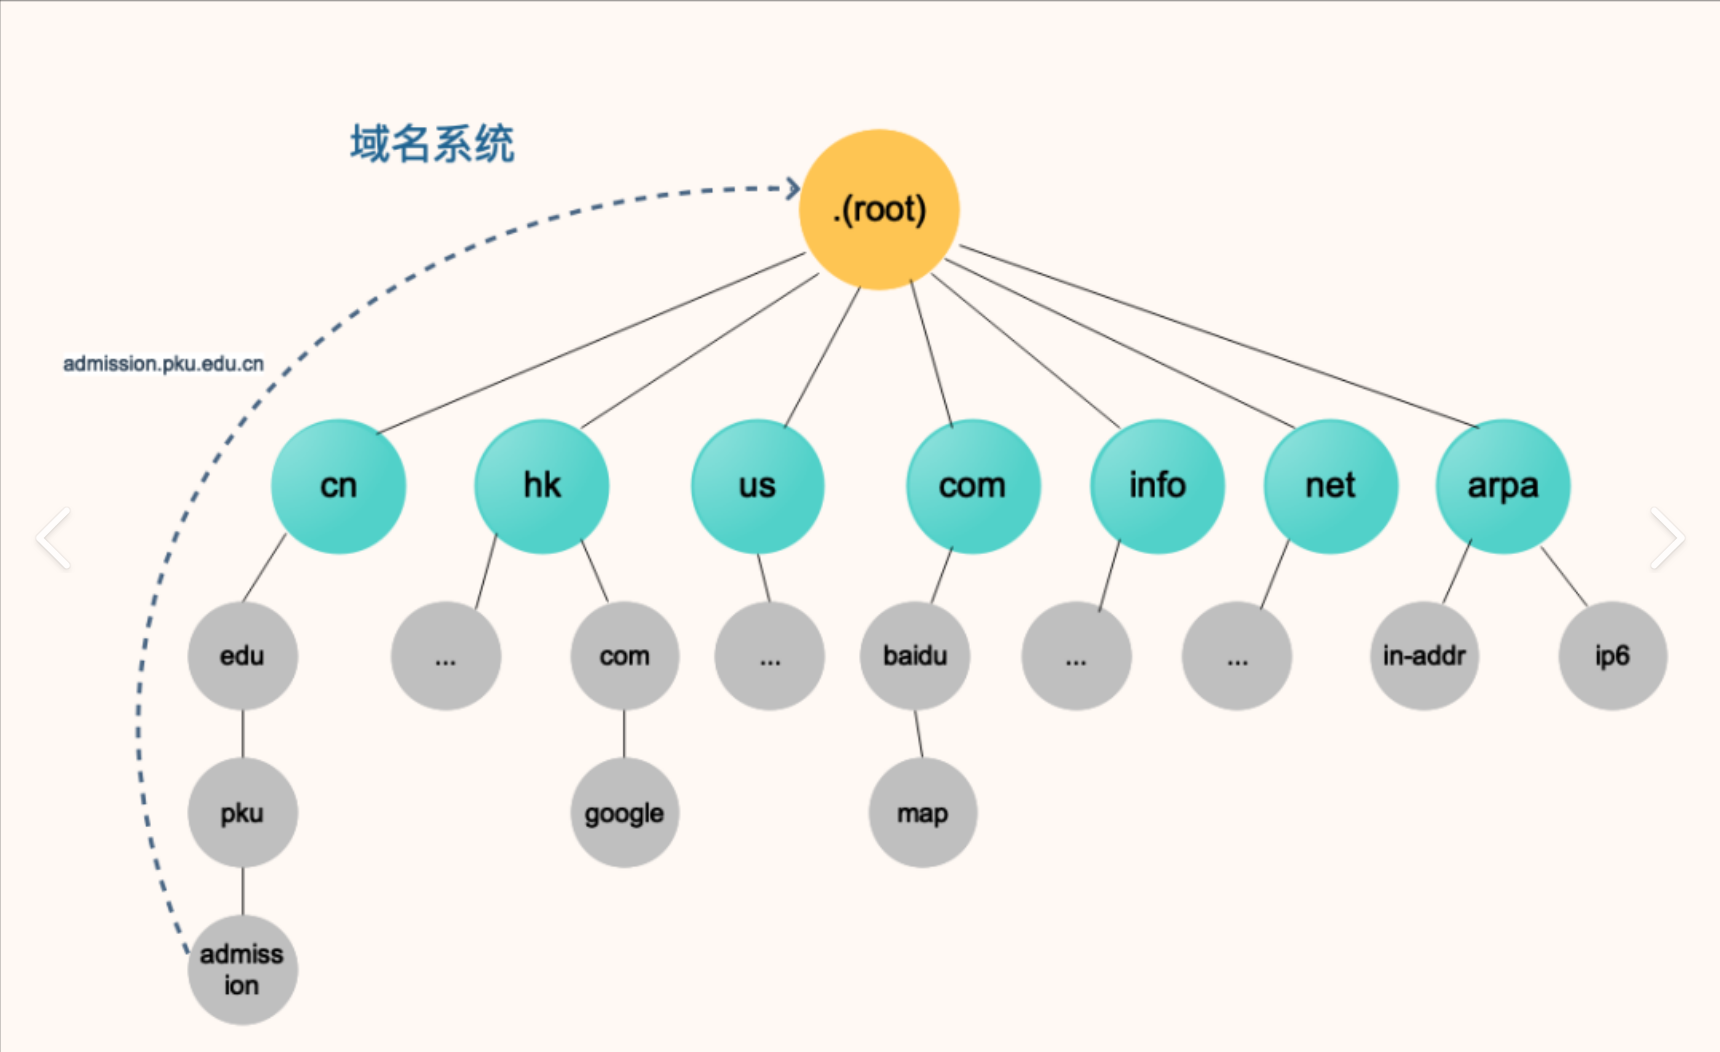 域名系统
.(root)
admission.pku.edu.cn
cn
hk
us
com
info
net
arpa
edu
...
com
...
baidu
...
...
in-addr
ip6
pku
google
map
admiss
ion